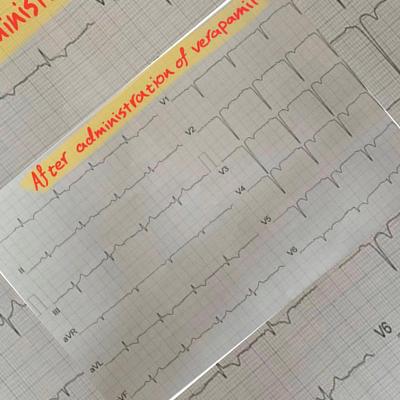 After administration of verapamil
V1
V2
V3
V4
V5
V6
II
III
aVR
aVL
V6